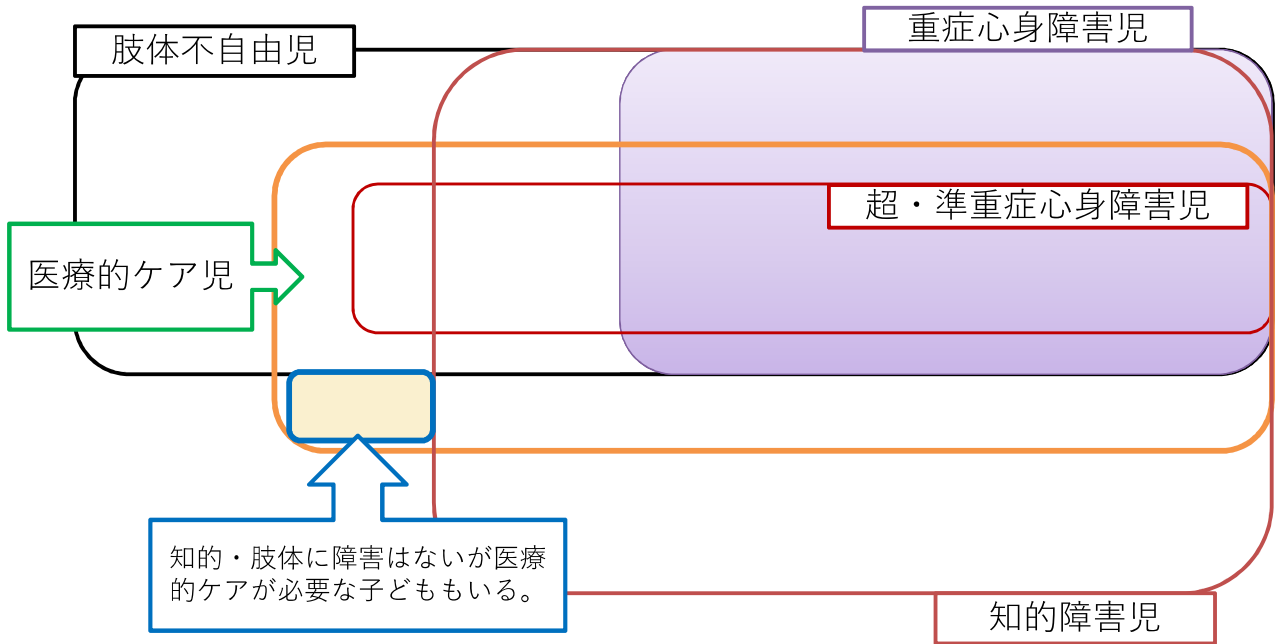 肢体不自由児
重症心身障害児
超・準重症心身障害児
医療的ケア児
知的・肢体に障害はないが医療
的ケアが必要な子どももいる。
知的障害児